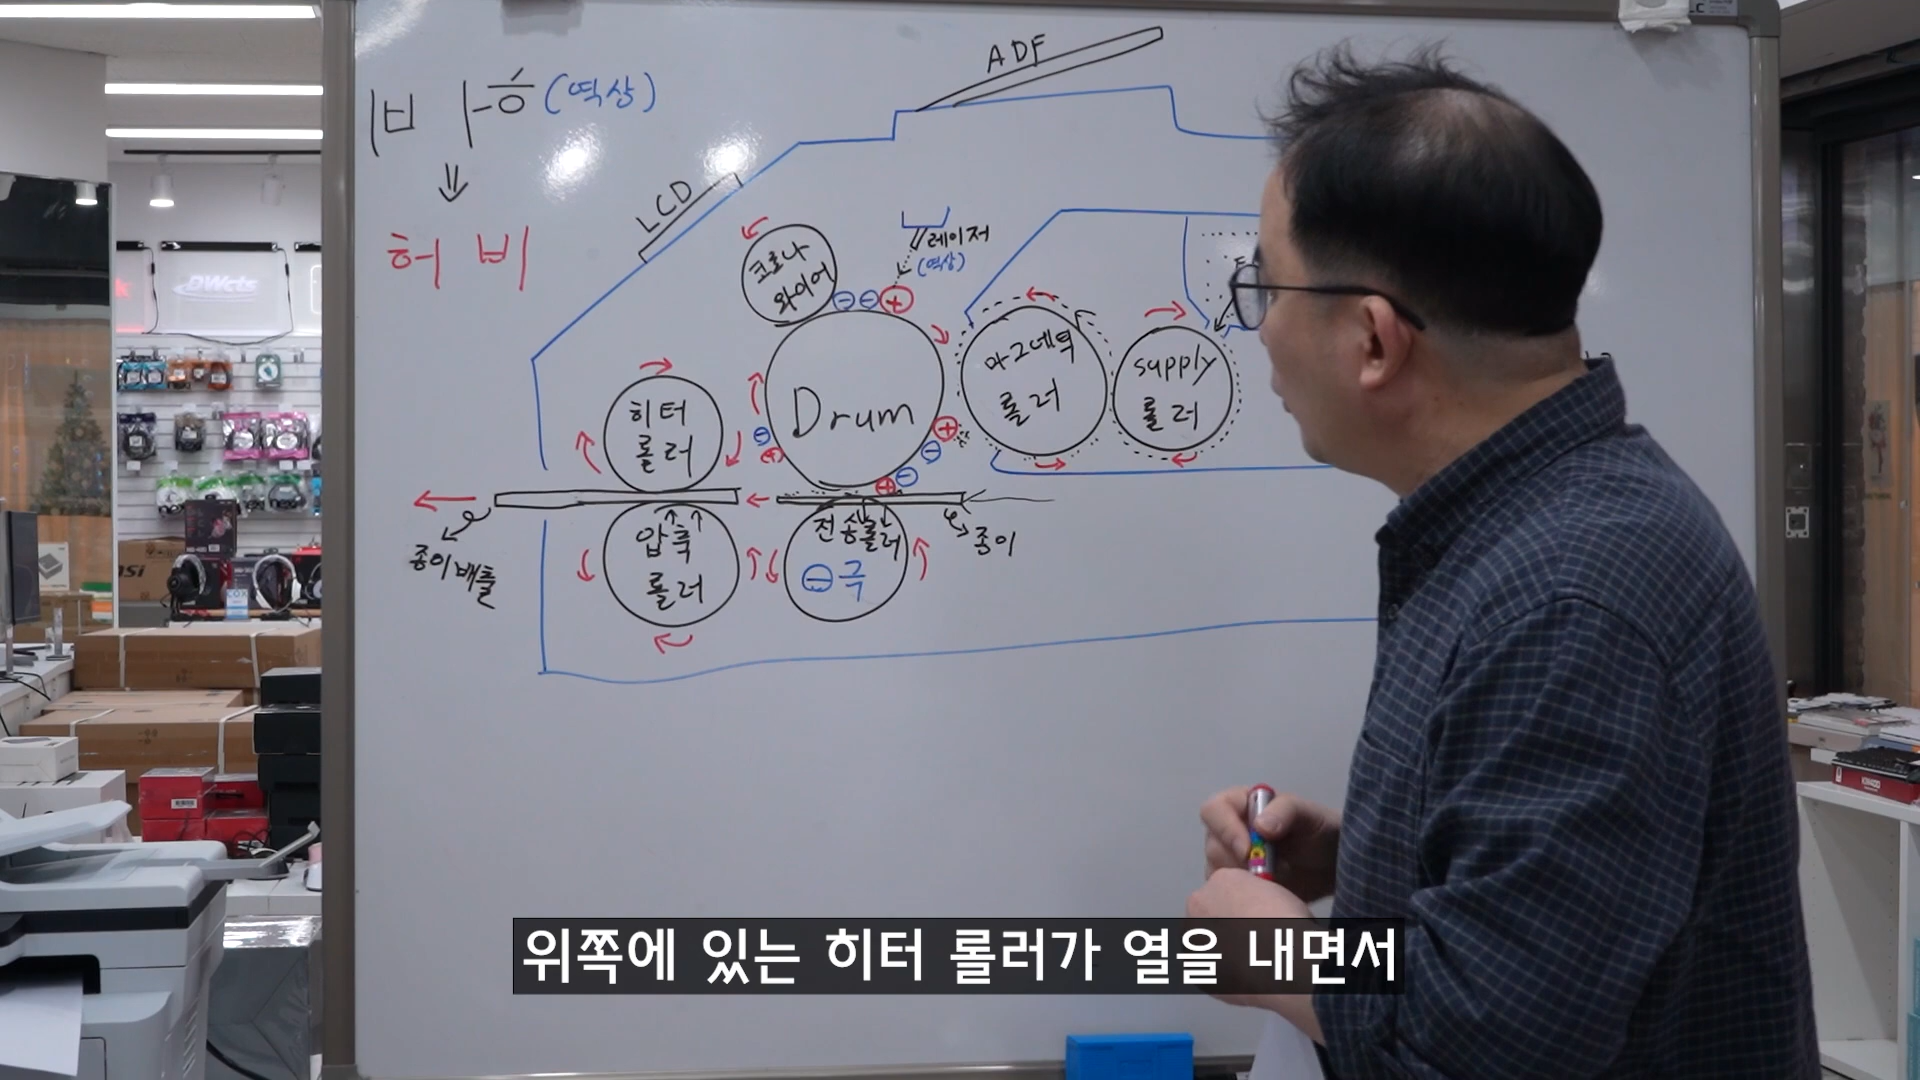 ADF
(역상)
LCD
허비
레이저
(역상)
코로나
와이어
마그네틱
롤러
supply
롤러
Drum
히터
롤러
압축
롤러
전송롤러
⊖극
종이
종이배출
위쪽에 있는 히터 롤러가 열을 내면서